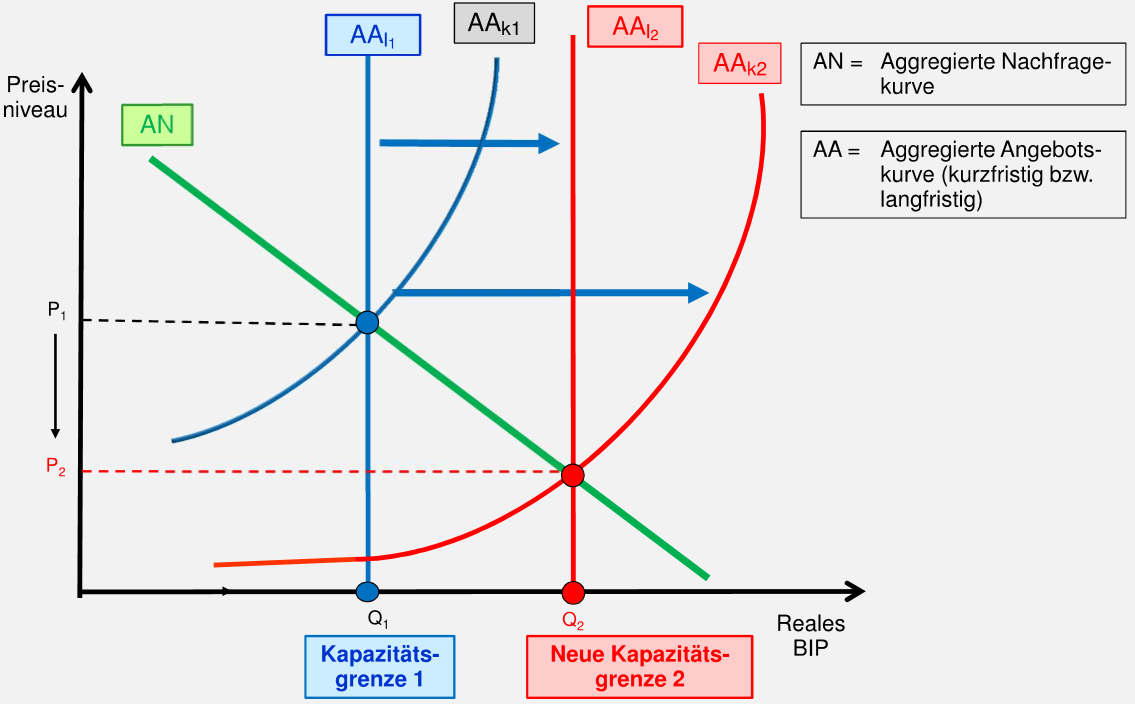 AAl1
AAk1
AAl2
AAk2
AN =   Aggregierte Nachfrage-
kurve
Preis-
niveau
AN
AA =   Aggregierte Angebots-
kurve (kurzfristig bzw.
langfristig)
P1
P2
Q1
Q2
Reales
BIP
Kapazitäts-
grenze 1
Neue Kapazitäts-
grenze 2